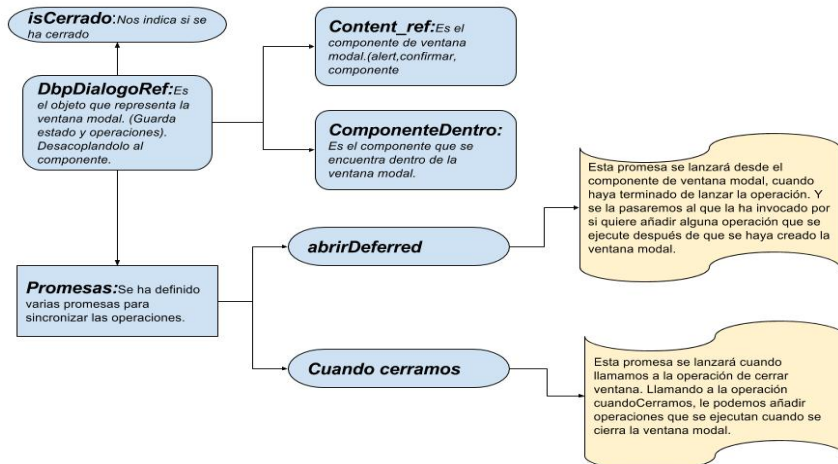 isCerrado:Nos indica si se
ha cerrado
DbpDialogoRef:Es
el objeto que representa la
ventana modal. (Guarda
estado y operaciones).
Desacoplandolo al
componente.
Content_ref:Es el
componente de ventana
modal.(alert,confirmar,
componente
ComponenteDentro:
Es el componente que se
encuentra dentro de la
ventana modal.
Promesas:Se ha definido
varias promesas para
sincronizar las operaciones.
abrirDeferred
Esta promesa se lanzará desde el
componente de ventana modal, cuando
haya terminado de lanzar la operación. Y
se la pasaremos al que la ha invocado por
si quiere añadir alguna operación que se
ejecute después de que se haya creado la
ventana modal.
Cuando cerramos
Esta promesa se lanzará cuando
llamamos a la operación de cerrar
ventana. Llamando a la operación
cuandoCerramos, le podemos añadir
operaciones que se ejecutan cuando se
cierra la ventana modal.